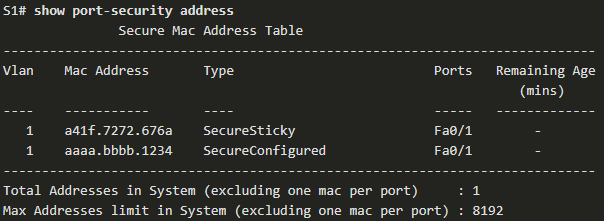 S1# show port-security address
Secure Mac Address Table
-----------------------------------------------------------------------------
Vlan Mac Address Type Ports Remaining Age
(mins)
---- ----------- ---- ----- -------------
1 a41f.7272.676a SecureSticky Fa0/1 -
1 aaaa.bbbb.1234 SecureConfigured Fa0/1 -
-----------------------------------------------------------------------------
Total Addresses in System (excluding one mac per port) : 1
Max Addresses limit in System (excluding one mac per port) : 8192